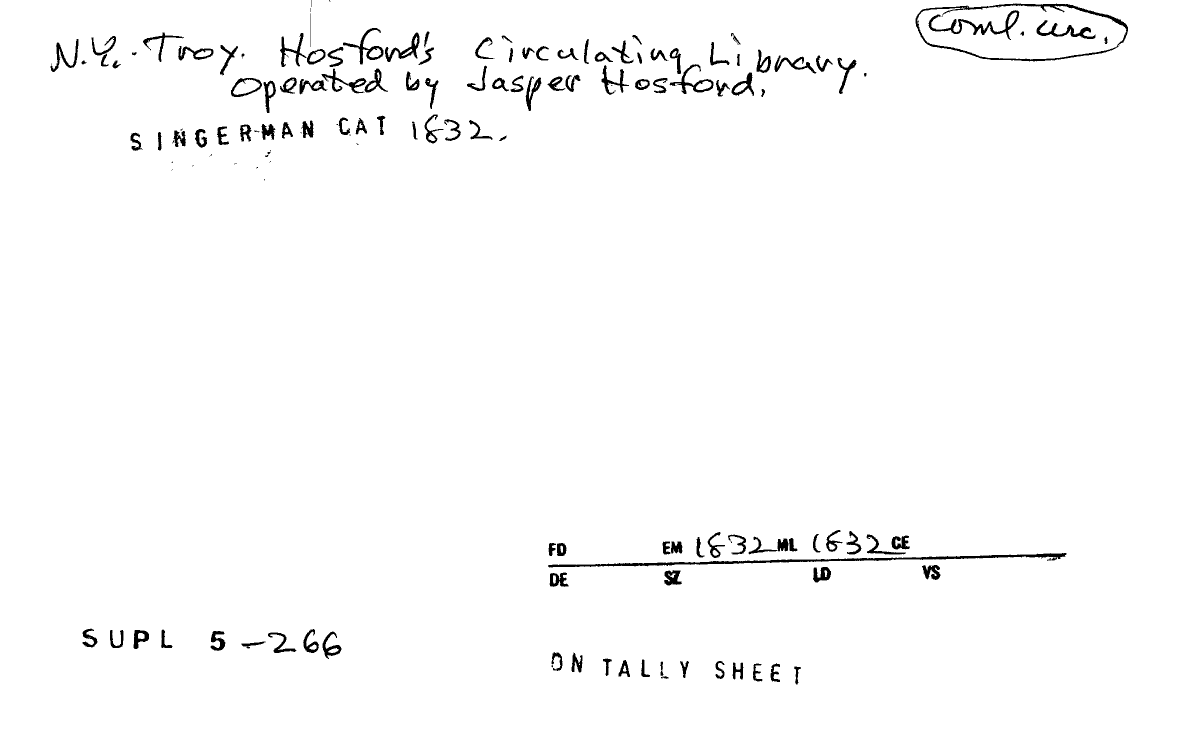 coml. circ.
N.Y. Troy. Hosford's Circulating Library.
Operated by Jasper Hosford.
SINGERMAN CAT 1832.
FD EM 1832 ML 1832 CE
DE SZ LD VS
SUPL 5-266
ON TALLY SHEET